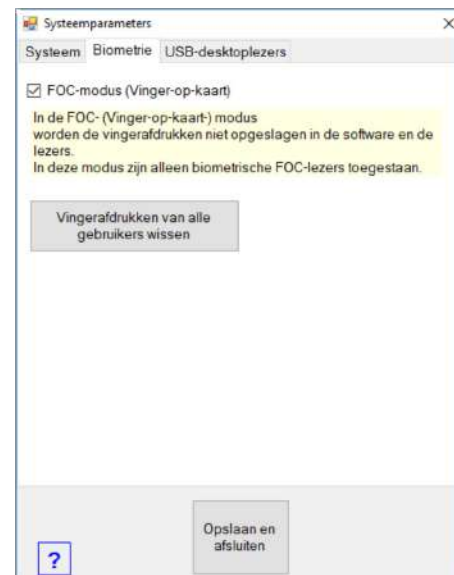 Systeemparameters
Systeem Biometrie USB-desktoplezers
FOC-modus (Vinger-op-kaart)
In de FOC- (Vinger-op-kaart-) modus
worden de vingerafdrukken niet opgeslagen in de software en de
lezers.
In deze modus zijn alleen biometrische FOC-lezers toegestaan.
Vingerafdrukken van alle
gebruikers wissen
Opslaan en
afsluiten
?